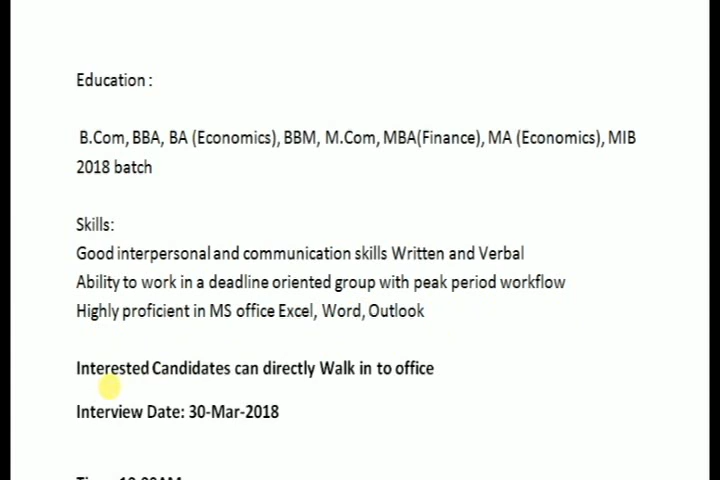 Education :
B.Com, BBA, BA (Economics), BBM, M.Com, MBA(Finance), MA (Economics), MIB
2018 batch
Skills:
Good interpersonal and communication skills Written and Verbal
Ability to work in a deadline oriented group with peak period workflow
Highly proficient in MS office Excel, Word, Outlook
Interested Candidates can directly Walk in to office
Interview Date: 30-Mar-2018